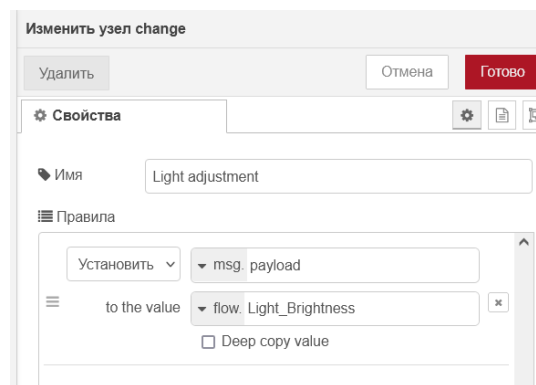 Изменить узел change
Удалить
Отмена
Готово
Свойства
Имя
Light adjustment
Правила
Установить
msg. payload
to the value
flow. Light_Brightness
Deep copy value